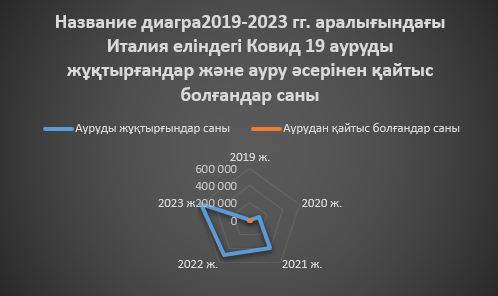 Название диагра2019-2023 гг. аралығындағы
Италия еліндегі Ковид 19 ауруды
жұқтырғандар және ауру әсерінен қайтыс
болғандар саны
Ауруды жұқтырғындар саны Аурудан қайтыс болғандар саны
2019 ж.
600 000
400 000
2023 ж. 200 000 2020 ж.
0
2022 ж. 2021 ж.